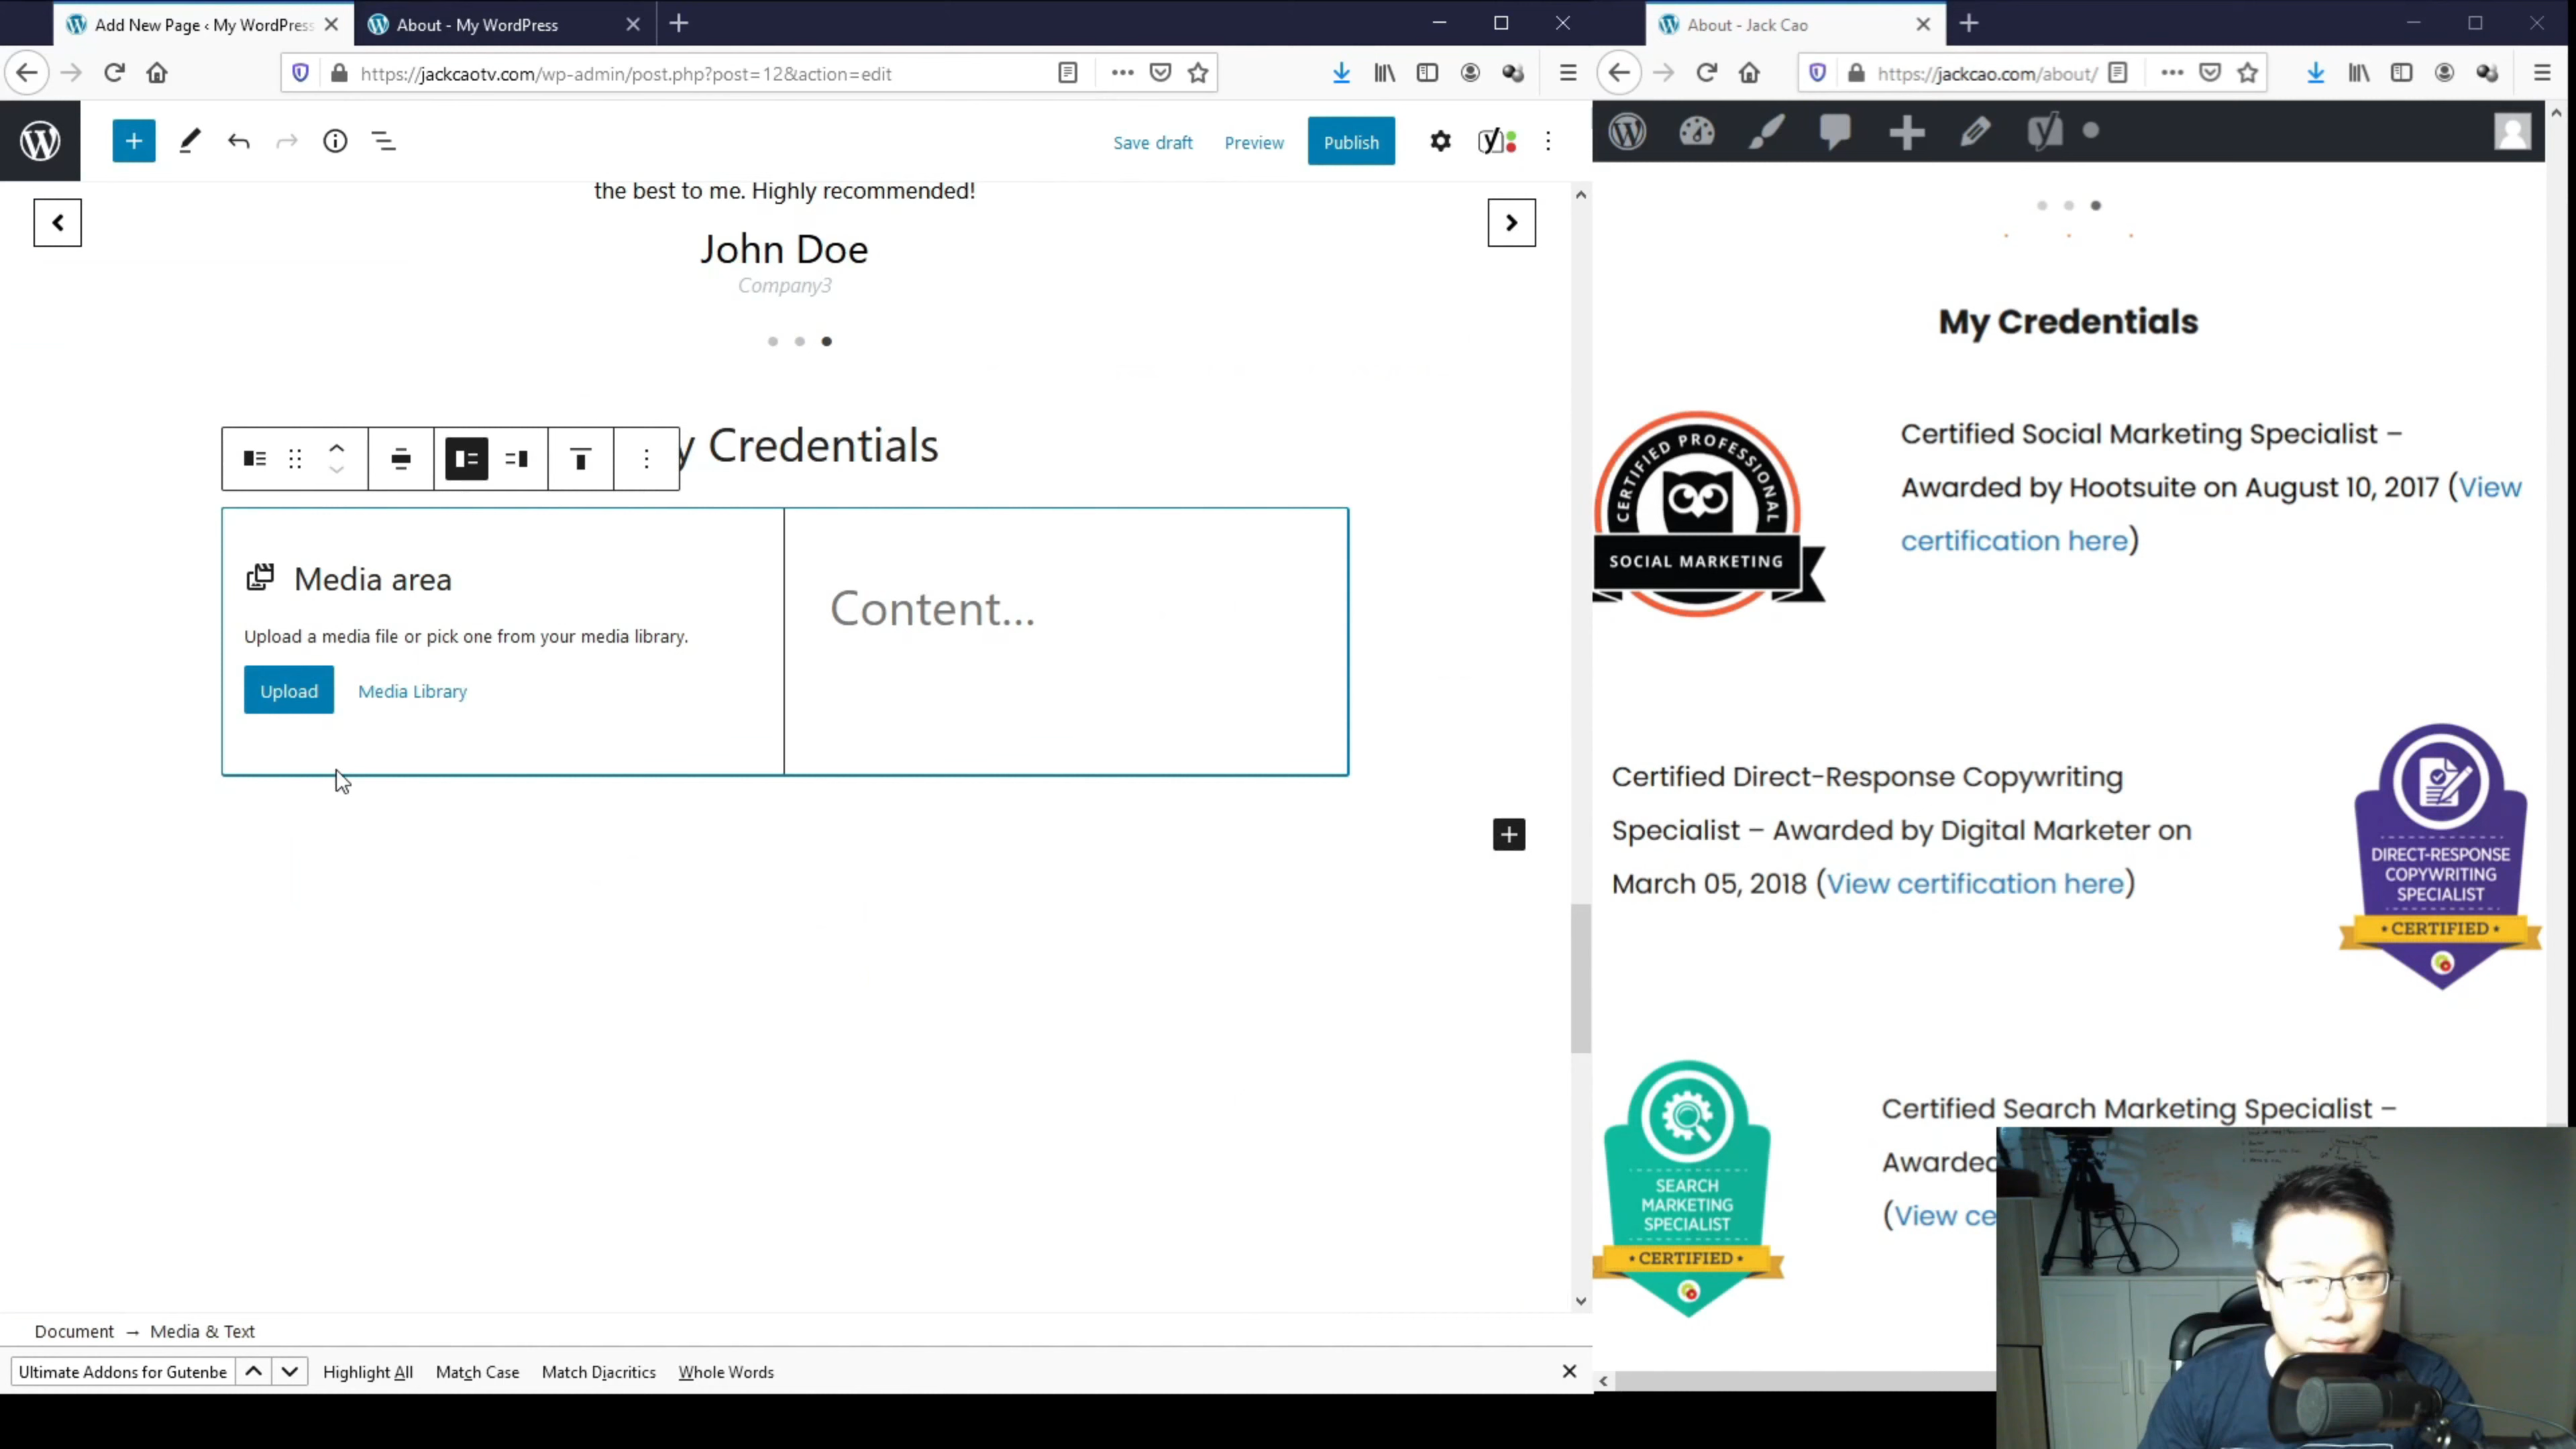 Add New Page ‹ My WordPress
About - My WordPress
https://jackcaotv.com/wp-admin/post.php?post=12&action=edit
Save draft
Preview
Publish
the best to me. Highly recommended!
John Doe
Company3
y Credentials
Media area
Upload a media file or pick one from your media library.
Upload
Media Library
Content...
Document → Media & Text
Ultimate Addons for Gutenbe
Highlight All
Match Case
Match Diacritics
Whole Words
About - Jack Cao
https://jackcao.com/about/
My Credentials
CERTIFIED PROFESSIONAL
SOCIAL MARKETING
Certified Social Marketing Specialist –
Awarded by Hootsuite on August 10, 2017 (View
certification here)
Certified Direct-Response Copywriting
Specialist – Awarded by Digital Marketer on
March 05, 2018 (View certification here)
DIRECT-RESPONSE
COPYWRITING
SPECIALIST
• CERTIFIED •
SEARCH
MARKETING
SPECIALIST
• CERTIFIED •
Certified Search Marketing Specialist –
Awarded
(View ce